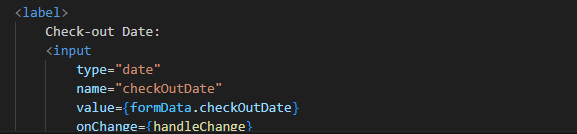 <label>
Check-out Date:
<input
type="date"
name="checkOutDate"
value={formData.checkOutDate}
onChange={handleChange}